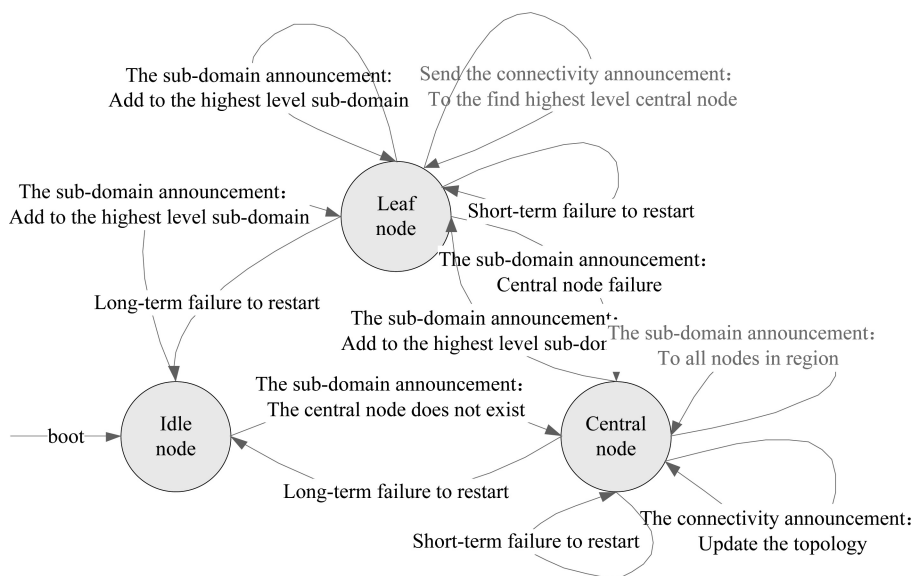 The sub-domain announcement:
Add to the highest level sub-domain
Send the connectivity announcement:
To the find highest level central node
The sub-domain announcement:
Add to the highest level sub-domain
Leaf
node
Short-term failure to restart
The sub-domain announcement:
Central node failure
Long-term failure to restart
The sub-domain announcement:
Add to the highest level sub-dor
The sub-domain announcement:
To all nodes in region
The sub-domain announcement:
The central node does not exist
boot
Idle
node
Central
node
Long-term failure to restart
Short-term failure to restart
The connectivity announcement:
Update the topology